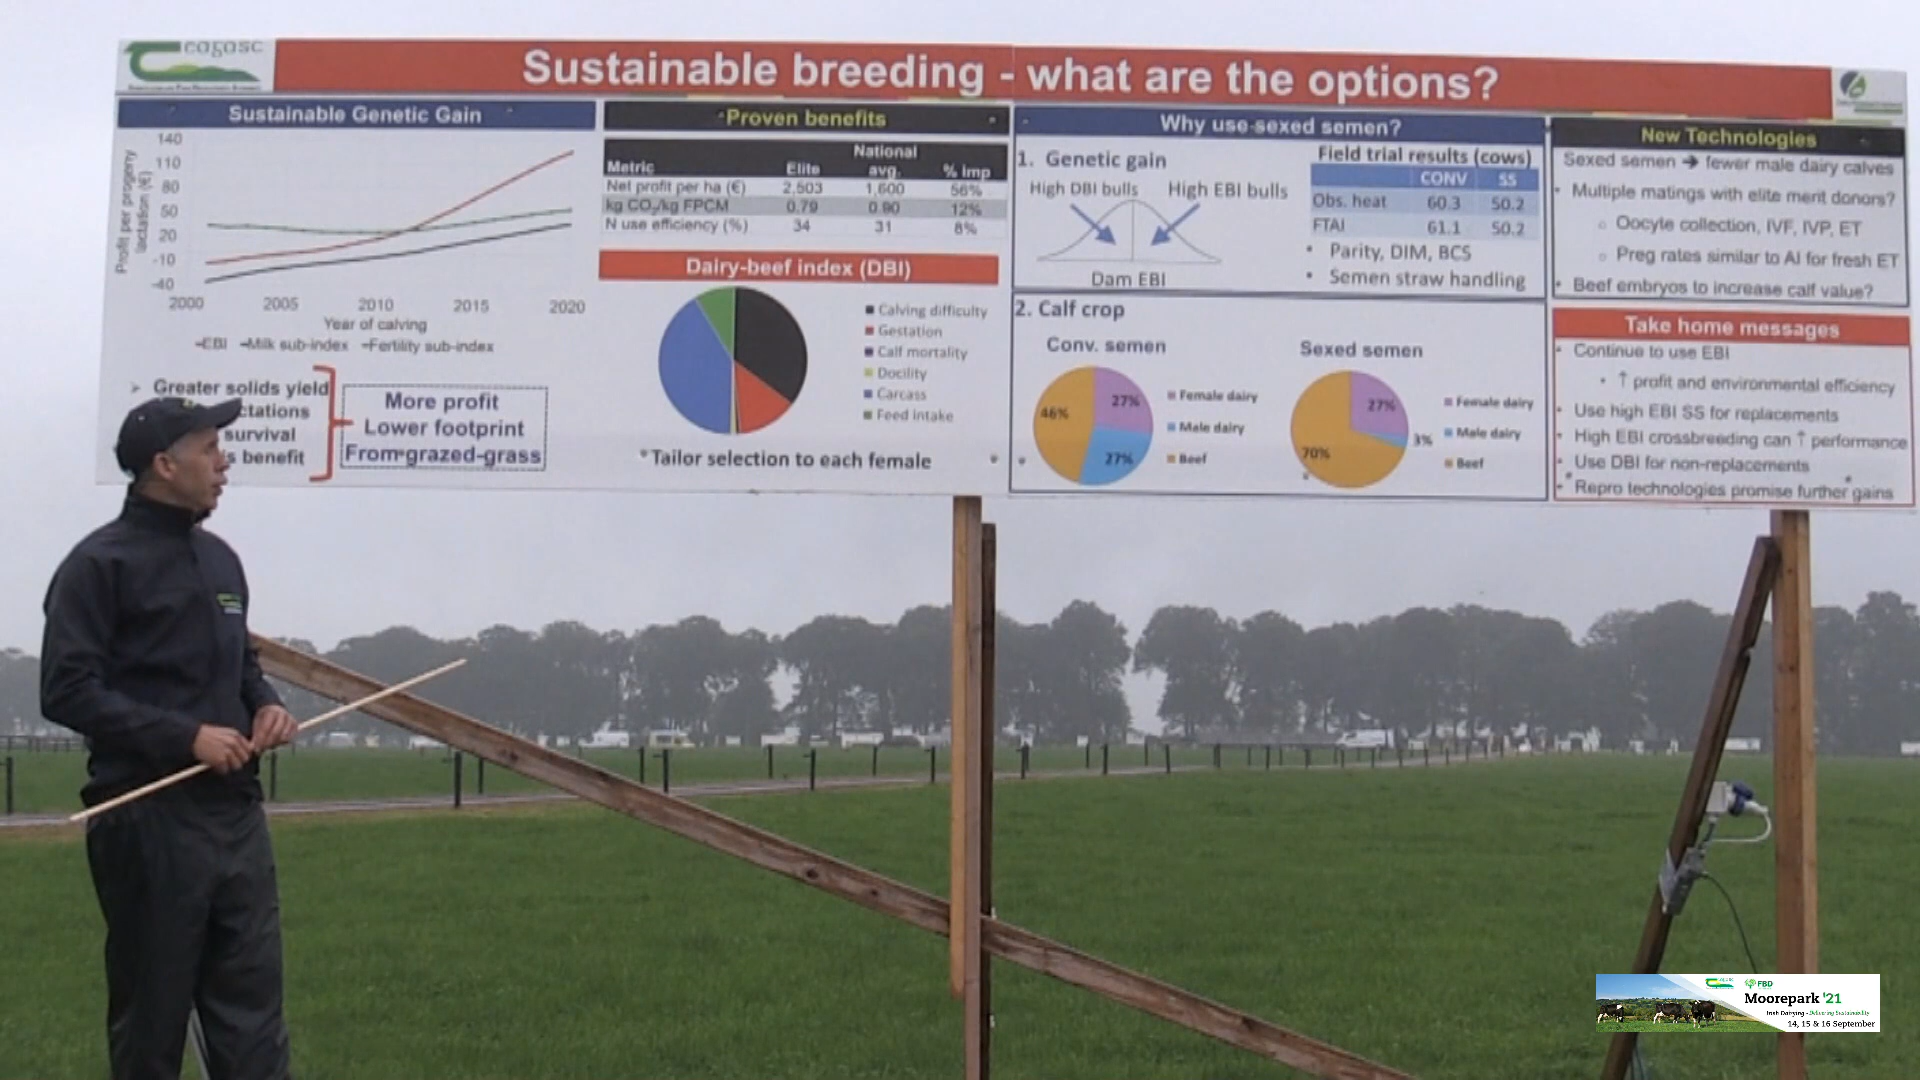 eagasc
Sustainable breeding - what are the options?
Sustainable Genetic Gain
140
110
80
50
20
-10
-40
Profit per progeny
lactation (€)
2000 2005 2010 2015 2020
Year of calving
EBI Milk sub-index Fertility sub-index
Greater solids yield
ctations
survival
s benefit
More profit
Lower footprint
From-grazed-grass
Proven benefits
Metric Elite National avg. % Imp
Net profit per ha (€) 2,503 1,600 56%
kg CO2/kg FPCM 0.79 0.90 12%
N use efficiency (%) 34 31 8%
Dairy-beef index (DBI)
Calving difficulty
Gestation
Calf mortality
Docility
Carcass
Feed intake
Tailor selection to each female
Why use sexed semen?
1. Genetic gain
High DBI bulls High EBI bulls
Dam EBI
Field trial results (cows)
CONV SS
Obs. heat 60.3 50.2
FTAI 61.1 50.2
• Parity, DIM, BCS
• Semen straw handling
2. Calf crop
Conv. semen
46%
27%
27%
Female dairy
Male dairy
Beef
Sexed semen
27%
3%
70%
Female dairy
Male dairy
Beef
New Technologies
Sexed semen → fewer male dairy calves
• Multiple matings with elite merit donors?
o Oocyte collection, IVF, IVP, ET
o Preg rates similar to AI for fresh ET
• Beef embryos to increase calf value?
Take home messages
• Continue to use EBI
• ↑ profit and environmental efficiency
• Use high EBI SS for replacements
• High EBI crossbreeding can ↑ performance
• Use DBI for non-replacements
• Repro technologies promise further gains
FBD
Moorepark '21
Irish Dairying - Delivering Sustainability
14, 15 & 16 September